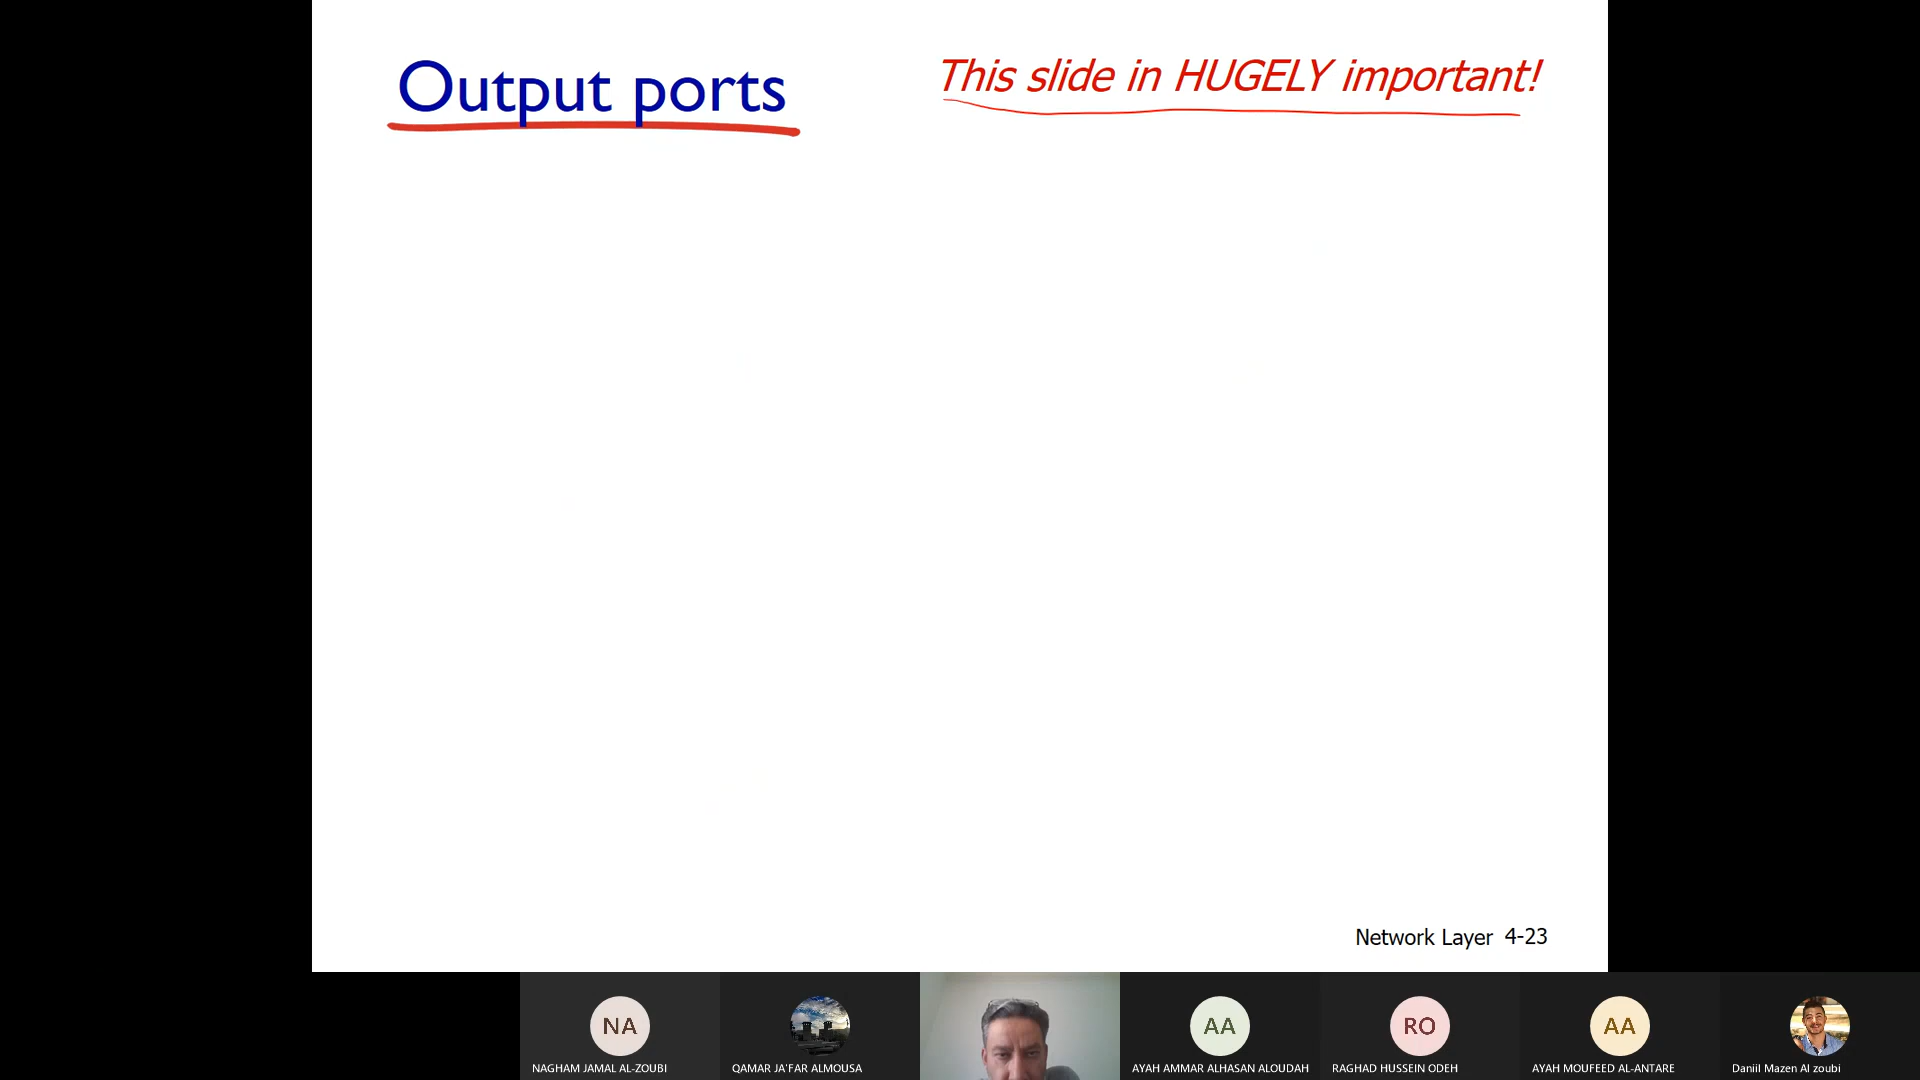 Output ports
This slide in HUGELY important!
Network Layer 4-23
NA
NAGHAM JAMAL AL-ZOUBI
QAMAR JA'FAR ALMOUSA
AA
AYAH AMMAR ALHASAN ALOUDAH
RO
RAGHAD HUSSEIN ODEH
AA
AYAH MOUFEED AL-ANTARE
Daniil Mazen Al zoubi